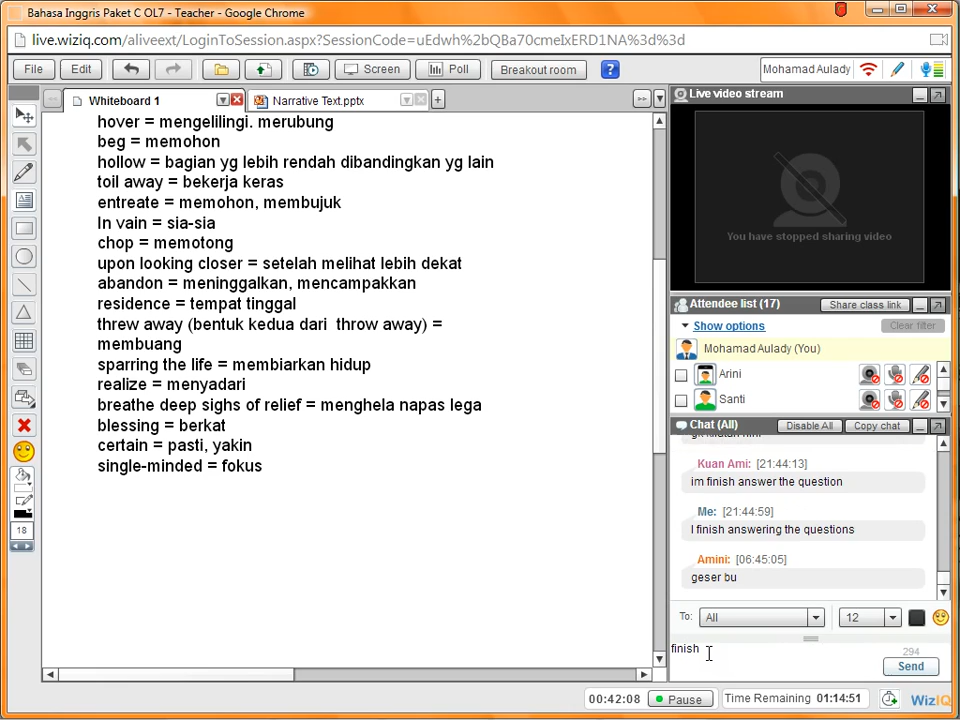 Bahasa Inggris Paket C OL7 - Teacher - Google Chrome
live.wiziq.com/aliveext/LoginToSession.aspx?SessionCode=uEdwh%2bQBa70cmeIxERD1NA%3d%3d
File Edit Screen Poll Breakout room ? Mohamad Aulady
Whiteboard 1 Narrative Text.pptx
hover = mengelilingi. merubung
beg = memohon
hollow = bagian yg lebih rendah dibandingkan yg lain
toil away = bekerja keras
entreate = memohon, membujuk
In vain = sia-sia
chop = memotong
upon looking closer = setelah melihat lebih dekat
abandon = meninggalkan, mencampakkan
residence = tempat tinggal
threw away (bentuk kedua dari throw away) =
membuang
sparring the life = membiarkan hidup
realize = menyadari
breathe deep sighs of relief = menghela napas lega
blessing = berkat
certain = pasti, yakin
single-minded = fokus
18
Live video stream
You have stopped sharing video
Attendee list (17) Share class link
Show options Clear filter
Mohamad Aulady (You)
Arini
Santi
Chat (All) Disable All Copy chat
Kuan Ami: [21:44:13]
im finish answer the question
Me: [21:44:59]
I finish answering the questions
Amini: [06:45:05]
geser bu
To: All 12
finish
294
Send
00:42:08 Pause Time Remaining 01:14:51 WizIQ